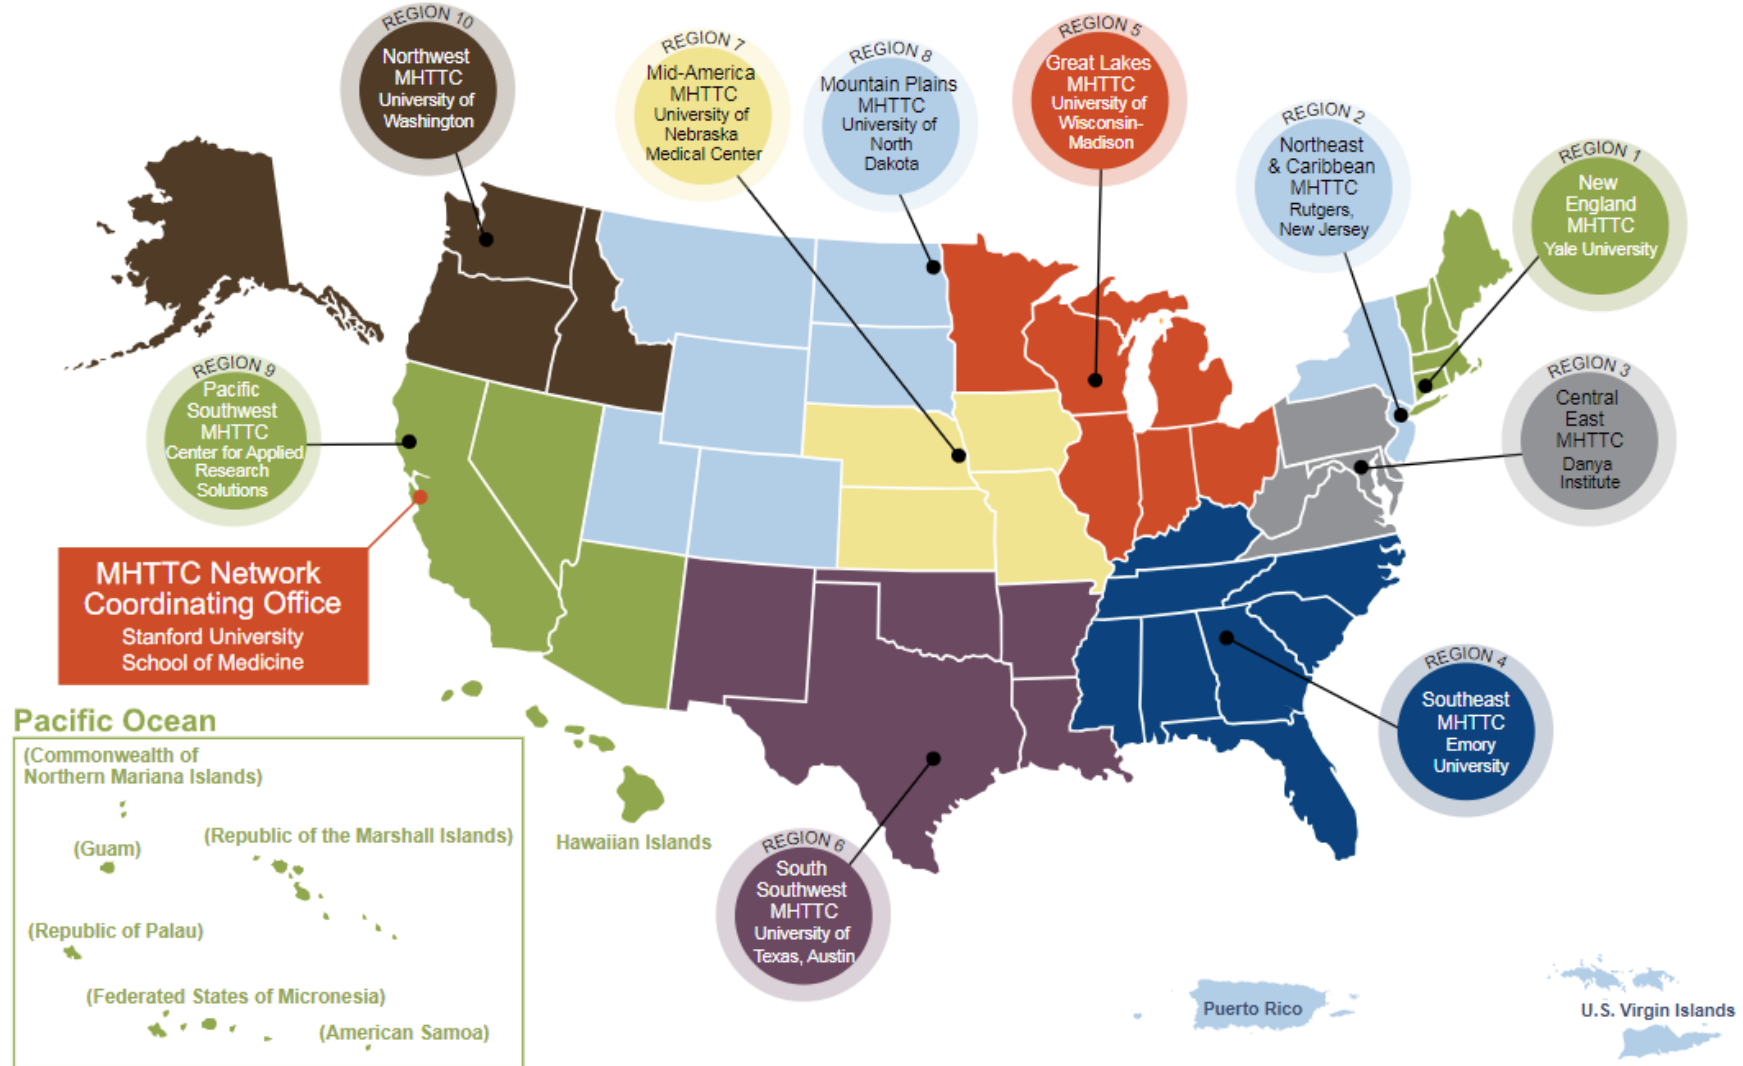 REGION 10
Northwest
MHTTC
University of
Washington
REGION 7
Mid-America
MHTTC
University of
Nebraska
Medical Center
REGION 8
Mountain Plains
MHTTC
University of
North
Dakota
REGION 5
Great Lakes
MHTTC
University of
Wisconsin-
Madison
REGION 2
Northeast
& Caribbean
MHTTC
Rutgers,
New Jersey
REGION 1
New
England
MHTTC
Yale University
REGION 9
Pacific
Southwest
MHTTC
Center for Applied
Research
Solutions
REGION 3
Central
East
MHTTC
Danya
Institute
MHTTC Network
Coordinating Office
Stanford University
School of Medicine
REGION 4
Southeast
MHTTC
Emory
University
Pacific Ocean
(Commonwealth of
Northern Mariana Islands)
(Guam)
(Republic of the Marshall Islands)
(Republic of Palau)
(Federated States of Micronesia)
(American Samoa)
Hawaiian Islands
REGION 6
South
Southwest
MHTTC
University of
Texas, Austin
Puerto Rico
U.S. Virgin Islands